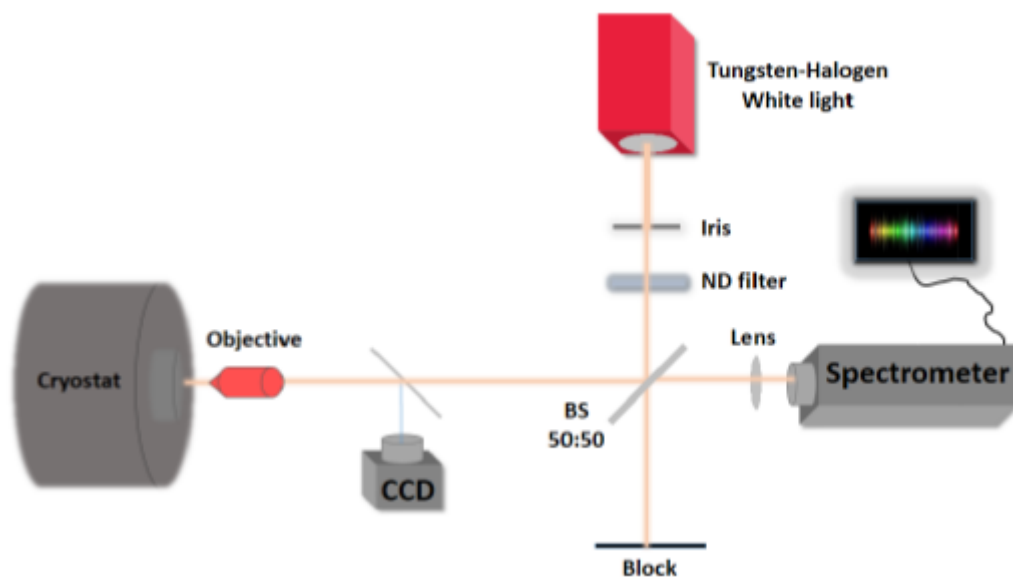 Tungsten-Halogen
White light
Iris
ND filter
Objective
Lens
Cryostat
Spectrometer
BS
50:50
CCD
Block